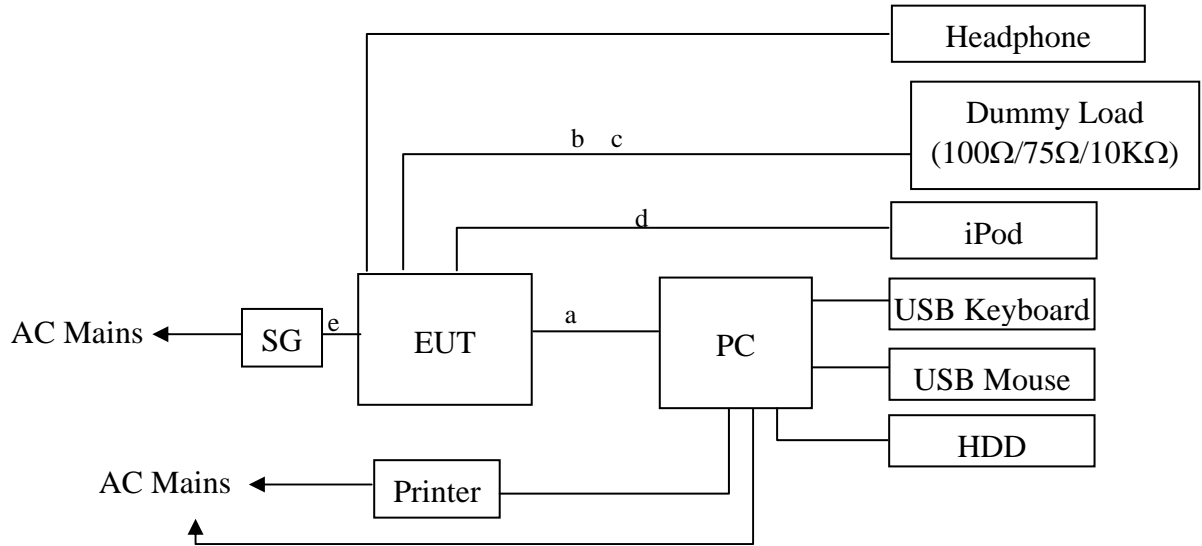 Headphone
Dummy Load
(100Ω/75Ω/10KΩ)
b c
d
iPod
USB Keyboard
AC Mains
SG
e
EUT
a
PC
USB Mouse
HDD
AC Mains
Printer